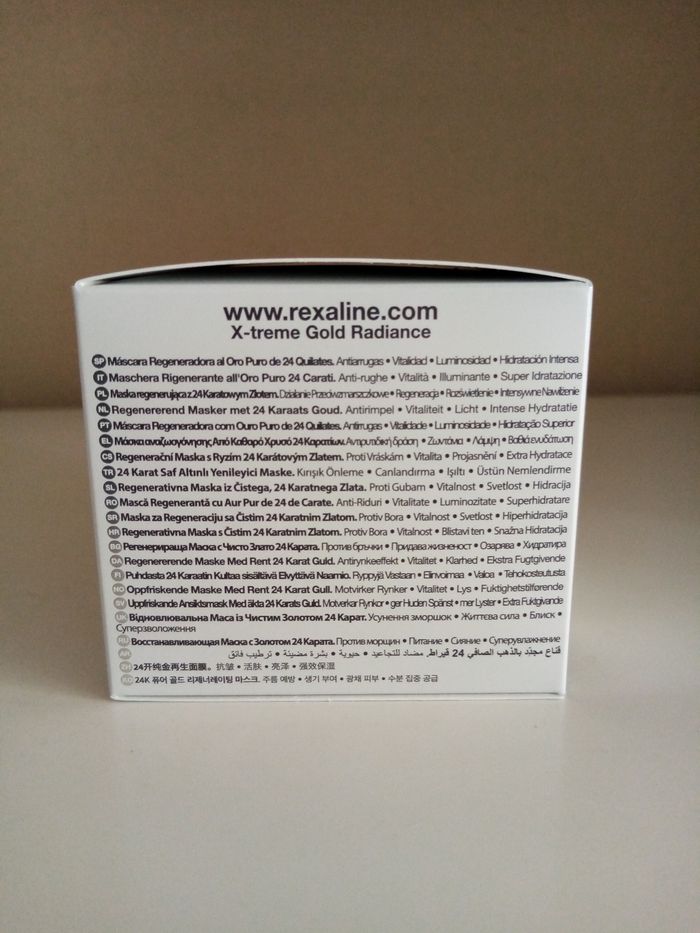 www.rexaline.com
X-treme Gold Radiance
SP Máscara Regeneradora al Oro Puro de 24 Quilates. Antiarrugas • Vitalidad • Luminosidad • Hidratación Intensa
IT Maschera Rigenerante all'Oro Puro 24 Carati. Anti-rughe • Vitalità • Illuminante • Super Idratazione
PL Maska regenerująca z 24 Karatowym Złotem. Działanie Przeciwzmarszczkowe • Regeneracja • Rozświetlenie • Intensywne Nawilżenie
NL Regenererend Masker met 24 Karaats Goud. Antirimpel • Vitaliteit • Licht • Intense Hydratatie
PT Máscara Regeneradora com Ouro Puro de 24 Quilates. Antirrugas • Vitalidade • Luminosidade • Hidratação Superior
EL Μάσκα αναζωογόνησης Από Καθαρό Χρυσό 24 Καρατίων. Αντιρυτιδική δράση • Ζωντάνια • Λάμψη • Βαθιά ενυδάτωση
CS Regenerační Maska s Ryzím 24 Karátovým Zlatem. Proti Vráskám • Vitalita • Projasnění • Extra Hydratace
TR 24 Karat Saf Altınlı Yenileyici Maske. Kırışık Önleme • Canlandırma • Işıltı • Üstün Nemlendirme
SL Regenerativna Maska iz Čistega, 24 Karatnega Zlata. Proti Gubam • Vitalnost • Svetlost • Hidracija
RO Mască Regenerantă cu Aur Pur de 24 de Carate. Anti-Riduri • Vitalitate • Luminozitate • Superhidratare
SR Maska za Regeneraciju sa Čistim 24 Karatnim Zlatom. Protiv Bora • Vitalnost • Svetlost • Hiperhidratacija
HR Regenerativna Maska s Čistim 24 Karatnim Zlatom. Protiv Bora • Vitalnost • Blistavi ten • Snažna Hidratacija
BG Регенерираща Маска с Чисто Злато 24 Карата. Против бръчки • Придава жизненост • Озарява • Хидратира
DA Regenererende Maske Med Rent 24 Karat Guld. Antirynkeeffekt • Vitalitet • Klarhed • Ekstra Fugtgivende
FI Puhdasta 24 Karaatin Kultaa sisältävä Elvyttävä Naamio. Ryppyjä Vastaan • Elinvoimaa • Valoa • Tehokosteutusta
NO Oppfriskende Maske Med Rent 24 Karat Gull. Motvirker Rynker • Vitalitet • Lys • Fuktighetstilførende
SV Uppfriskande Ansiktsmask Med äkta 24 Karats Guld. Motverkar Rynkor • ger Huden Spänst • mer Lyster • Extra Fuktgivande
UK Відновлювальна Маса із Чистим Золотом 24 Карат. Усунення зморшок • Життєва сила • Блиск •
Суперзволоження
RU Восстанавливающая Маска с Золотом 24 Карата. Против морщин • Питание • Сияние • Суперувлажнение
AR قناع مجدّد بالذهب الصافي 24 قيراط. مضاد للتجاعيد • حيوية • بشرة مضيئة • ترطيب فائق
ZH 24开纯金再生面膜。抗皱 • 活肤 • 亮泽 • 强效保湿
KO 24K 퓨어 골드 리제너레이팅 마스크. 주름 예방 • 생기 부여 • 광채 피부 • 수분 집중 공급